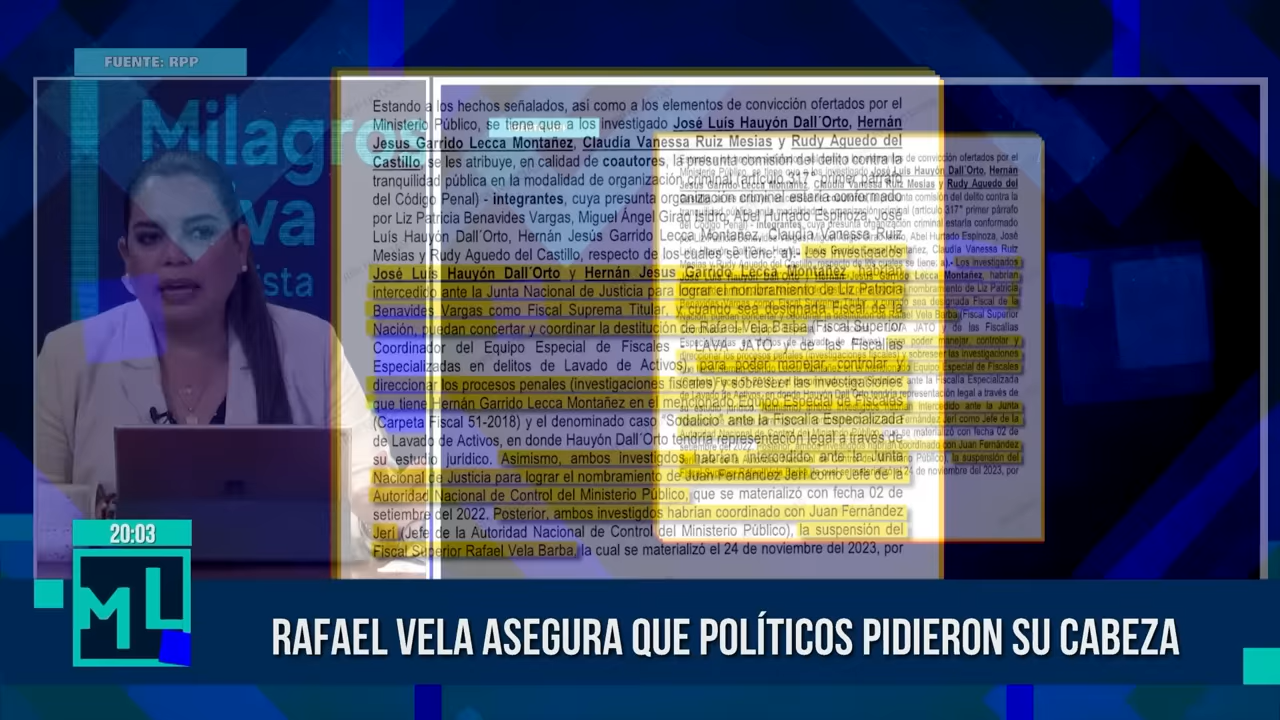 FUENTE: RPP
Milagros
Leiva
Estando a los hechos señalados, así como a los elementos de convicción ofertados por el
Ministerio Público, se tiene que a los investigado José Luis Hauyón Dall´Orto, Hernán
Jesus Garrido Lecca Montañez, Claudia Vanessa Ruiz Mesias y Rudy Aguedo del
Castillo, se les atribuye, en calidad de coautores, la presunta comisión del delito contra la
tranquilidad pública en la modalidad de organización criminal (artículo 317° primer párrafo
del Código Penal) - integrantes, cuya presunta organización criminal estaría conformado
por Liz Patricia Benavides Vargas, Miguel Ángel Girao Isidro, Abel Hurtado Espinoza, José
Luís Hauyón Dall´Orto, Hernán Jesús Garrido Lecca Montañez, Claudia Vanesa Ruiz
Mesias y Rudy Aguedo del Castillo, respecto de los cuales se tiene: a).- Los investigados
José Luis Hauyón Dall´Orto y Hernán Jesus Garrido Lecca Montañez, habrían
intercedido ante la Junta Nacional de Justicia para lograr el nombramiento de Liz Patricia
Benavides Vargas como Fiscal Suprema Titular, y cuando sea designada Fiscal de la
Nación, puedan concertar y coordinar la destitución de Rafael Vela Barba (Fiscal Superior
Coordinador del Equipo Especial de Fiscales - LAVA JATO y de las Fiscalías
Especializadas en delitos de Lavado de Activos), para poder manejar, controlar y
direccionar los procesos penales (investigaciones fiscales) y sobreseer las investigaciones
que tiene Hernán Garrido Lecca Montañez en el mencionado Equipo Especial de Fiscales
(Carpeta Fiscal 51-2018) y el denominado caso “Sodalicio” ante la Fiscalía Especializada
de Lavado de Activos, en donde Hauyón Dall´Orto tendría representación legal a través de
su estudio jurídico. Asimismo, ambos investigdos habrían intercedido ante la Junta
Nacional de Justicia para lograr el nombramiento de Juan Fernández Jerí como Jefe de la
Autoridad Nacional de Control del Ministerio Público, que se materializó con fecha 02 de
setiembre del 2022. Posterior, ambos investigdos habrían coordinado con Juan Fernández
Jerí (Jefe de la Autoridad Nacional de Control del Ministerio Público), la suspensión del
Fiscal Superior Rafael Vela Barba, la cual se materializó el 24 de noviembre del 2023, por
20:03
ML
RAFAEL VELA ASEGURA QUE POLÍTICOS PIDIERON SU CABEZA